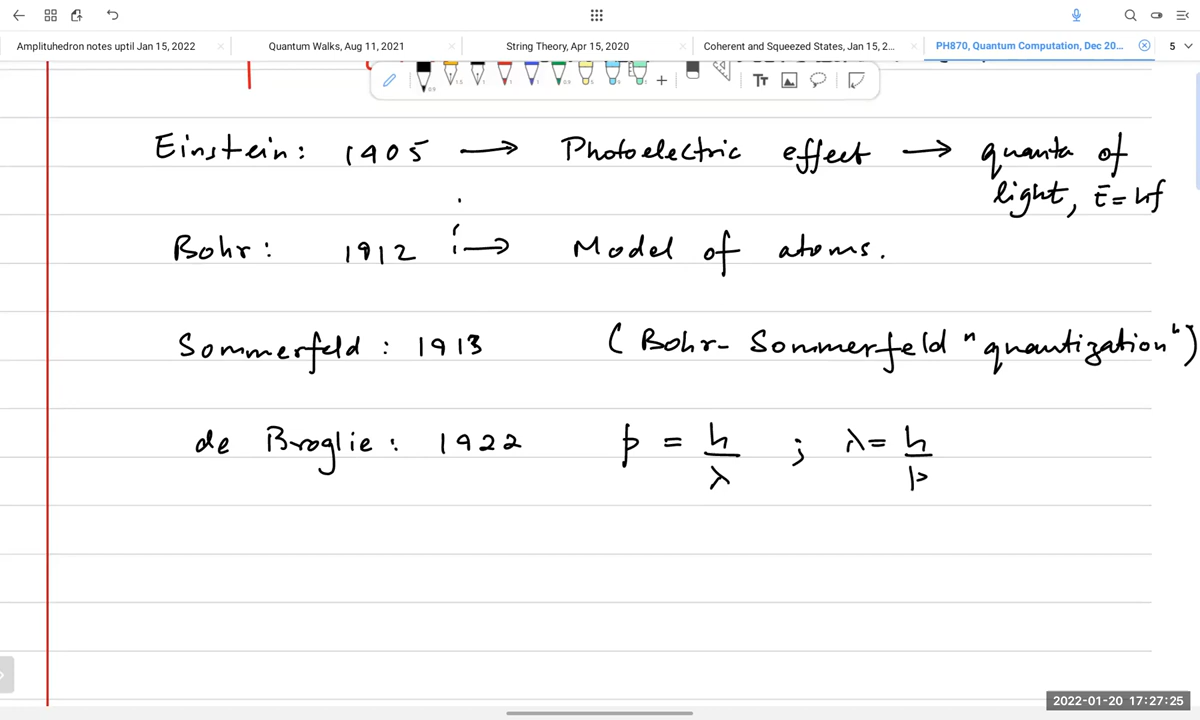 Amplituhedron notes uptil Jan 15, 2022
Quantum Walks, Aug 11, 2021
String Theory, Apr 15, 2020
Coherent and Squeezed States, Jan 15, 2...
PH870, Quantum Computation, Dec 20...
5
Tт
Einstein: 1905 → Photoelectric effect → quanta of
light, E = hf
Bohr: 1912 → Model of atoms.
Sommerfeld: 1913 (Bohr-Sommerfeld "quantization")
de Broglie: 1922 p = h/λ ; λ = h/p
2022-01-20 17:27:25